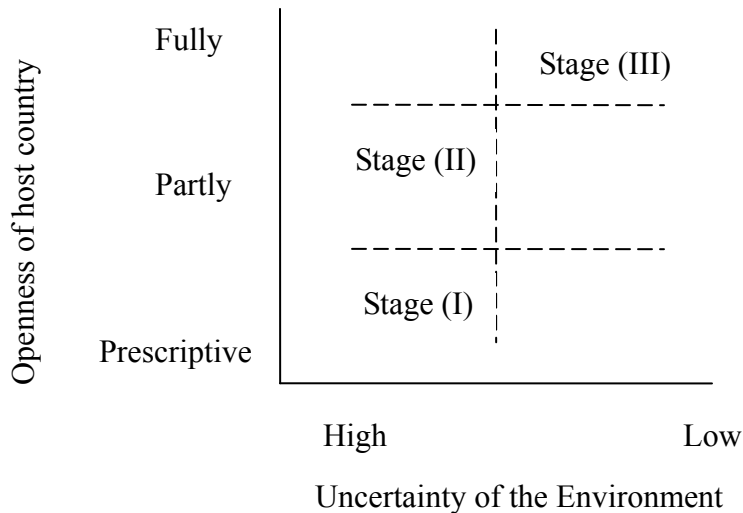 Fully
Stage (III)
Stage (II)
Partly
Stage (I)
Prescriptive
Openness of host country
High
Low
Uncertainty of the Environment